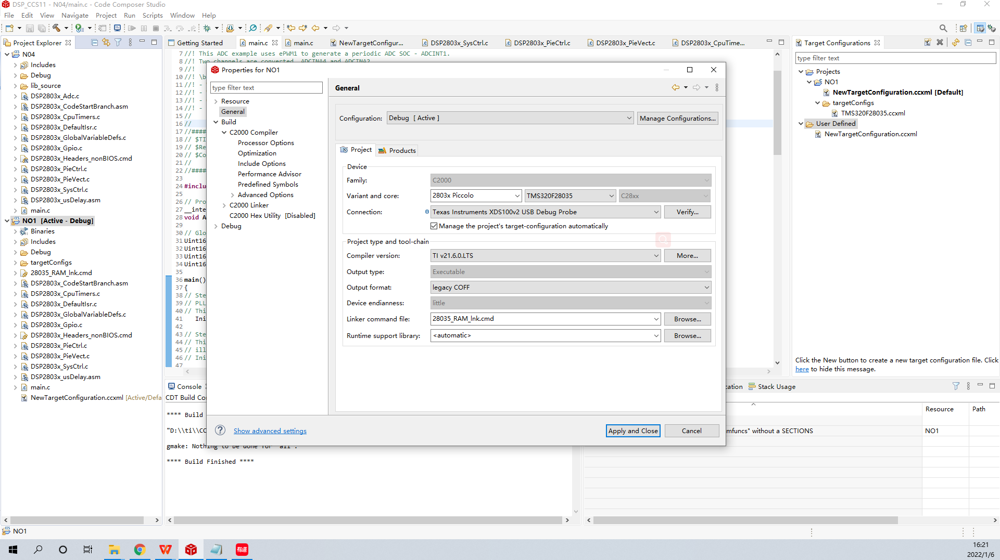 DSP_CCS11 - N04/main.c - Code Composer Studio
File Edit View Navigate Project Run Scripts Window Help
Project Explorer
N04
Includes
Debug
lib_source
DSP2803x_Adc.c
DSP2803x_CodeStartBranch.asm
DSP2803x_CpuTimers.c
DSP2803x_DefaultIsr.c
DSP2803x_GlobalVariableDefs.c
DSP2803x_Gpio.c
DSP2803x_Headers_nonBIOS.cmd
DSP2803x_PieCtrl.c
DSP2803x_PieVect.c
DSP2803x_SysCtrl.c
DSP2803x_usDelay.asm
main.c
NO1 [Active - Debug]
Binaries
Includes
Debug
targetConfigs
28035_RAM_lnk.cmd
DSP2803x_CodeStartBranch.asm
DSP2803x_CpuTimers.c
DSP2803x_DefaultIsr.c
DSP2803x_GlobalVariableDefs.c
DSP2803x_Gpio.c
DSP2803x_Headers_nonBIOS.cmd
DSP2803x_PieCtrl.c
DSP2803x_PieVect.c
DSP2803x_SysCtrl.c
DSP2803x_usDelay.asm
main.c
NewTargetConfiguration.ccxml [Active/Defa
Getting Started main.c main.c NewTargetConfigur... DSP2803x_SysCtrl.c DSP2803x_PieCtrl.c DSP2803x_PieVect.c DSP2803x_CpuTime...
7 //! This ADC example uses ePWM1 to generate a periodic ADC SOC - ADCINT1.
8 //! Two channels are converted, ADCINA4 and ADCINA2.
9 //!
10 //! \b
11 //! -
12 //! -
13 //! -
14 //! -
15 //
16 //
17 //####
18 // $TI
19 // $Re
20 // $Co
21 //
22 //####
23
24 #inclu
25
26 // Pro
27 __inte
28 void A
29
30 // Glo
31 Uint16
32 Uint16
33 Uint16
34 Uint16
35
36 main()
37 {
38 // Ste
39 // PLL
40 // Thi
41 Ini
42
43 // Ste
44 // Thi
45 // ill
46 // Ini
47
Properties for NO1
type filter text
Resource
General
Build
C2000 Compiler
Processor Options
Optimization
Include Options
Performance Advisor
Predefined Symbols
Advanced Options
C2000 Linker
C2000 Hex Utility [Disabled]
Debug
General
Configuration: Debug [ Active ] Manage Configurations...
Project Products
Device
Family: C2000
Variant and core: 2803x Piccolo TMS320F28035 C28xx
Connection: Texas Instruments XDS100v2 USB Debug Probe Verify...
Manage the project's target-configuration automatically
Project type and tool-chain
Compiler version: TI v21.6.0.LTS More...
Output type: Executable
Output format: legacy COFF
Device endianness: little
Linker command file: 28035_RAM_lnk.cmd Browse...
Runtime support library: <automatic> Browse...
Show advanced settings
Apply and Close Cancel
Target Configurations
type filter text
Projects
NO1
NewTargetConfiguration.ccxml [Default]
targetConfigs
TMS320F28035.ccxml
User Defined
NewTargetConfiguration.ccxml
Click the New button to create a new target configuration file. Click
here to hide this message.
Console
CDT Build Co
**** Build
"D:\\ti\\CC
gmake: Nothing to be done for 'all'.
**** Build Finished ****
cation Stack Usage
Resource Path
mfuncs" without a SECTIONS NO1
NO1
有道
16:21
2022/1/6